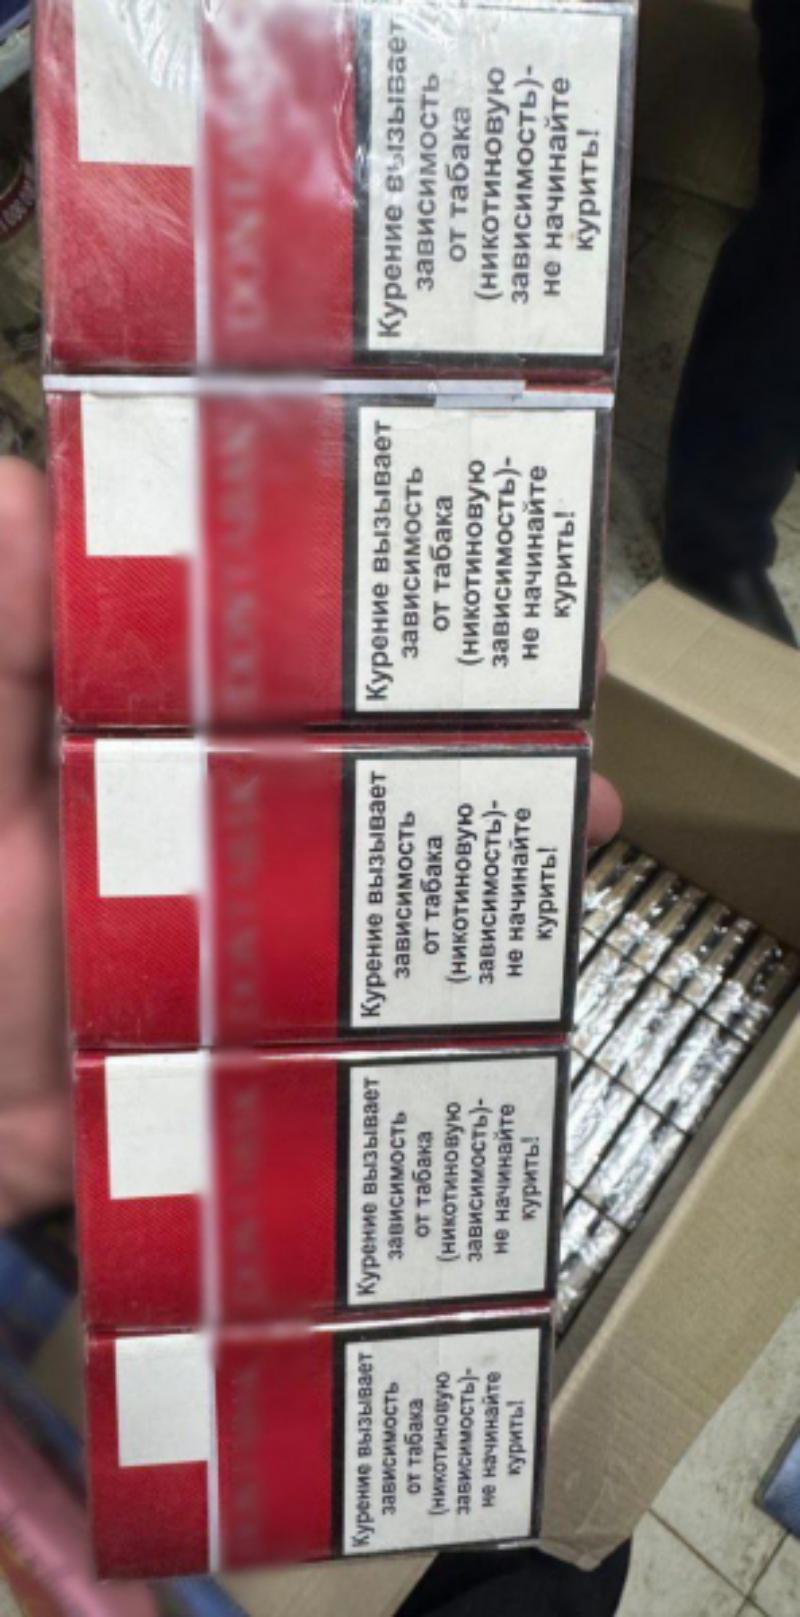 Курение вызывает
зависимость
от табака
(никотиновую
зависимость)-
не начинайте
курить!
Курение вызывает
зависимость
от табака
(никотиновую
зависимость)-
не начинайте
курить!
Курение вызывает
зависимость
от табака
(никотиновую
зависимость)-
не начинайте
курить!
Курение вызывает
зависимость
от табака
(никотиновую
зависимость)-
не начинайте
курить!
Курение вызывает
зависимость
от табака
(никотиновую
зависимость)-
не начинайте
курить!